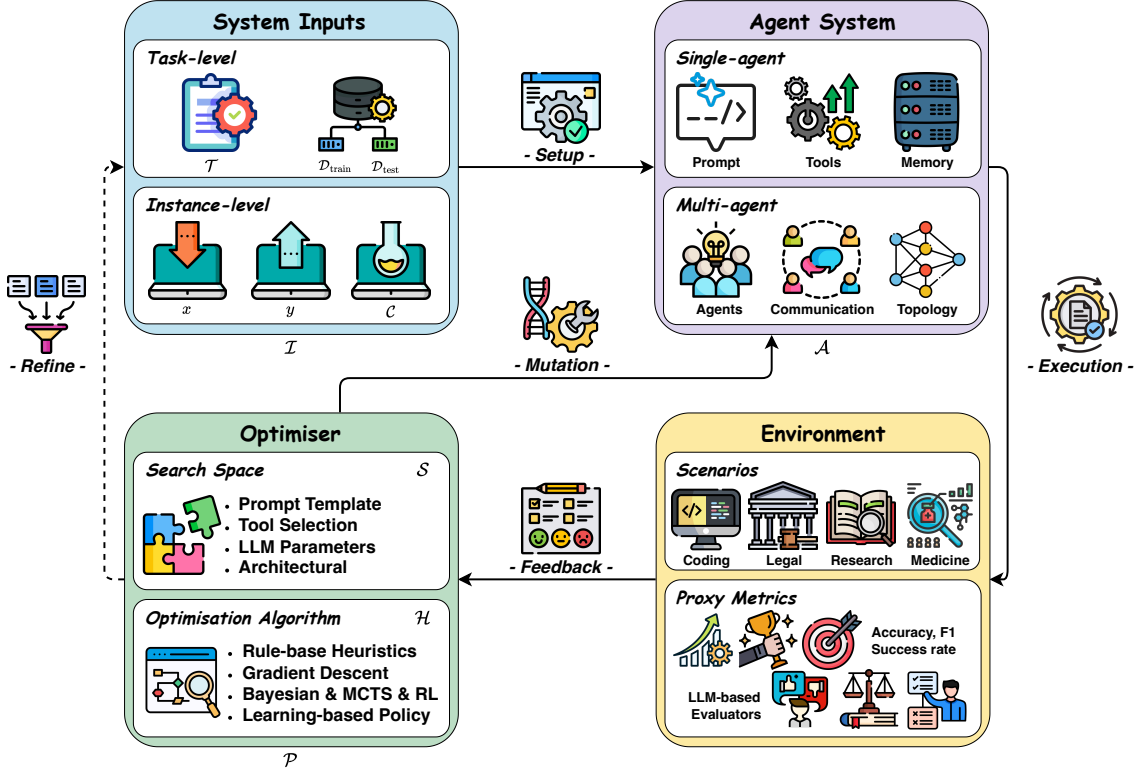 System Inputs
Task-level
𝒯
𝒟train
𝒟test
Instance-level
x
y
𝒞
ℐ
- Setup -
Agent System
Single-agent
Prompt
Tools
Memory
Multi-agent
Agents
Communication
Topology
𝒜
- Refine -
- Mutation -
- Execution -
Optimiser
Search Space
𝒮
• Prompt Template
• Tool Selection
• LLM Parameters
• Architectural
Optimisation Algorithm
ℋ
• Rule-base Heuristics
• Gradient Descent
• Bayesian & MCTS & RL
• Learning-based Policy
𝒫
- Feedback -
Environment
Scenarios
Coding
Legal
Research
Medicine
Proxy Metrics
Accuracy, F1
Success rate
LLM-based
Evaluators